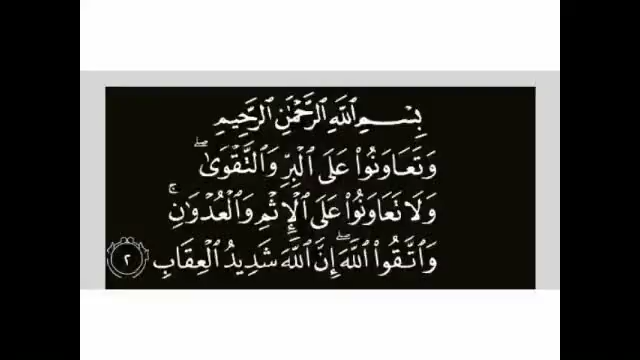 بِسْمِ ٱللَّهِ ٱلرَّحْمَٰنِ ٱلرَّحِيمِ
وَتَعَاوَنُوا۟ عَلَى ٱلْبِرِّ وَٱلتَّقْوَىٰ ۖ
وَلَا تَعَاوَنُوا۟ عَلَى ٱلْإِثْمِ وَٱلْعُدْوَٰنِ ۚ
وَٱتَّقُوا۟ ٱللَّهَ ۖ إِنَّ ٱللَّهَ شَدِيدُ ٱلْعِقَابِ ٢